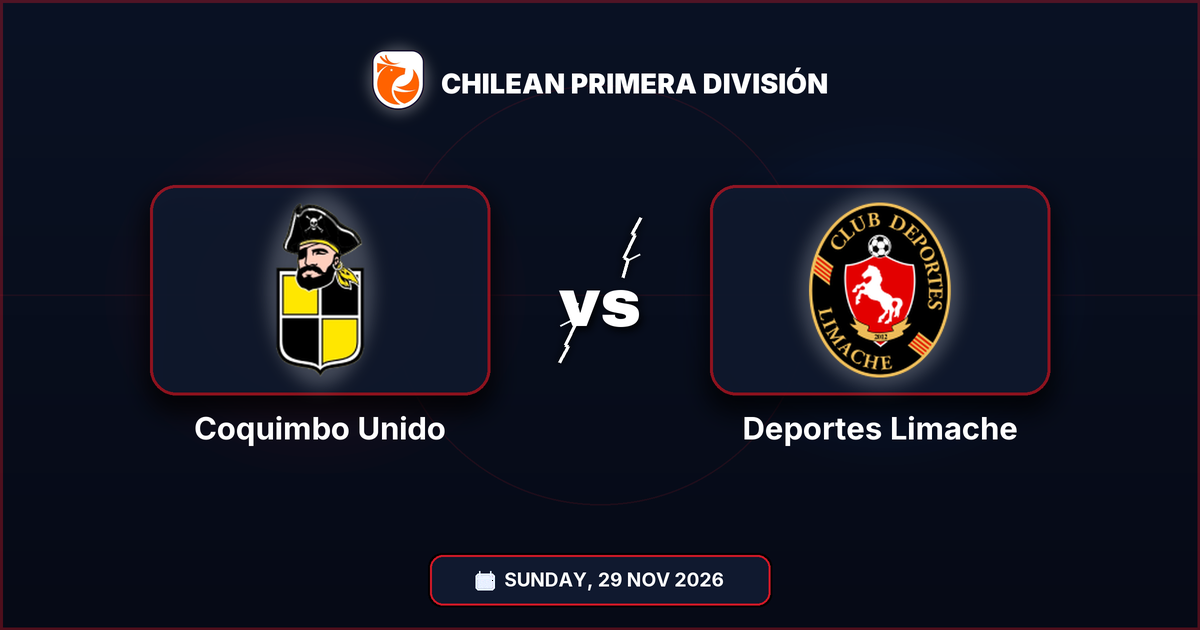 CHILEAN PRIMERA DIVISIÓN
CLUB DEPORTES
LIMACHE
2012
vs
Coquimbo Unido
Deportes Limache
SUNDAY, 29 NOV 2026